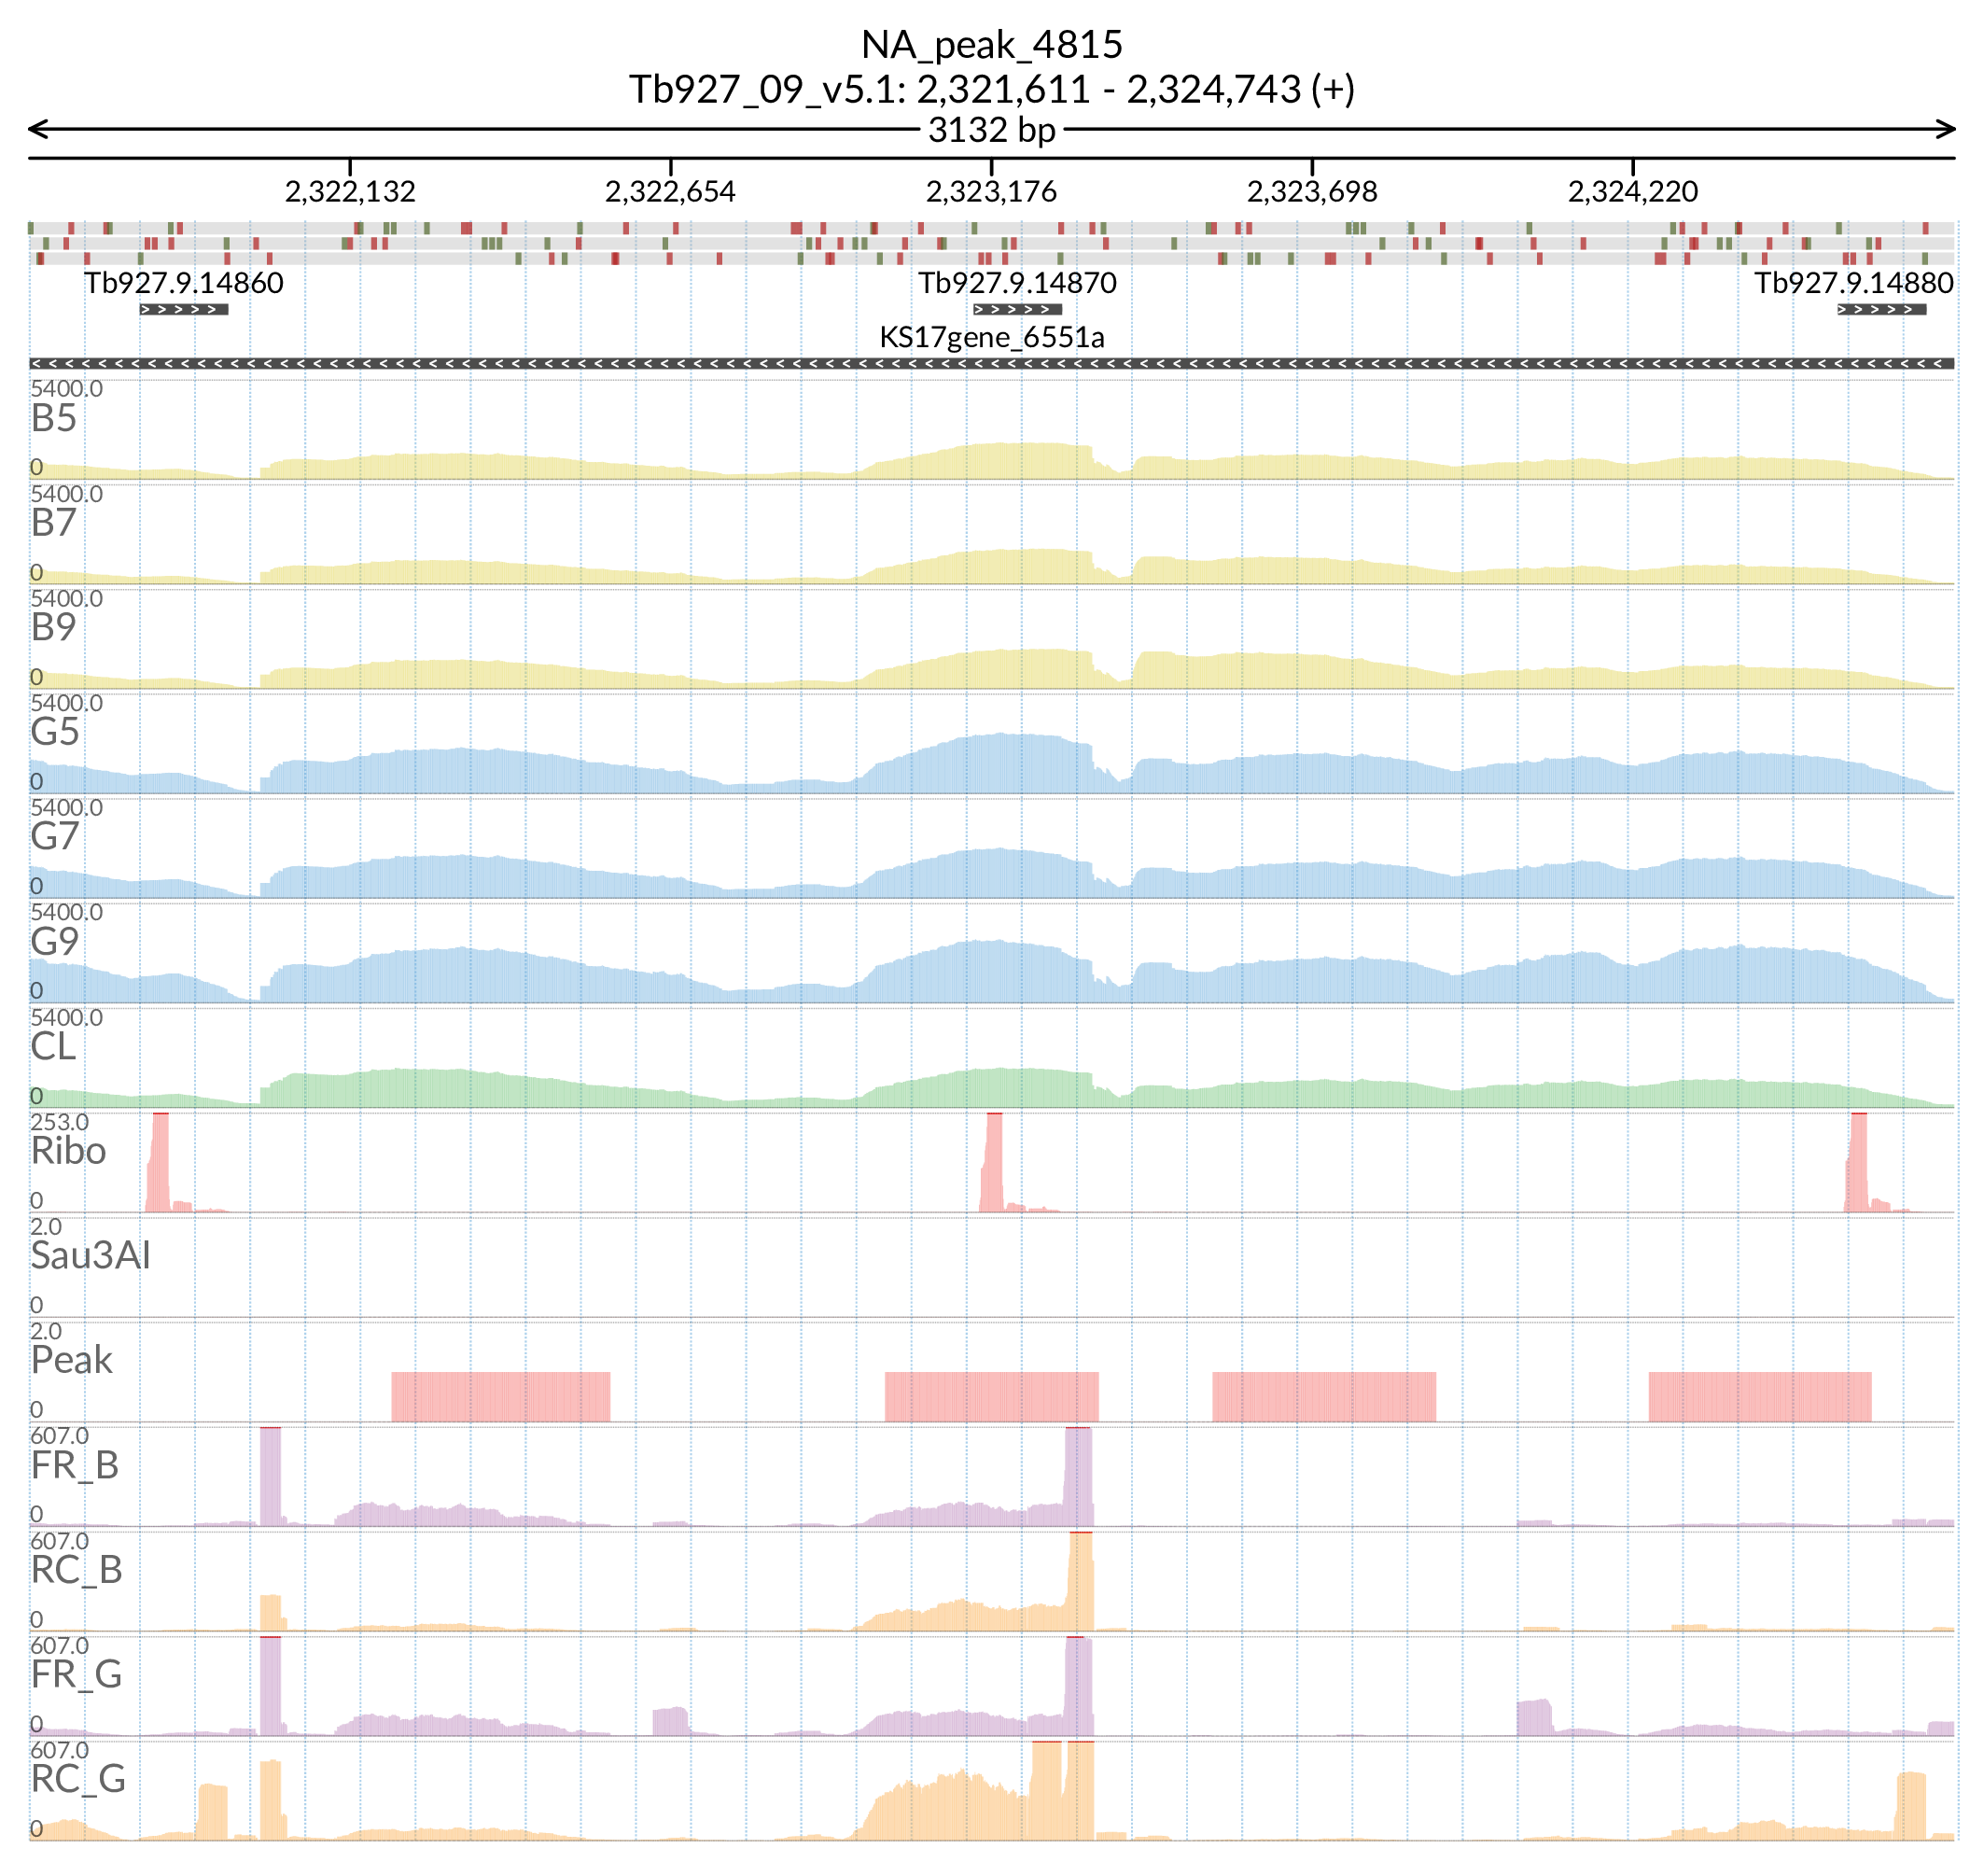 NA_peak_4815
Tb927_09_v5.1: 2,321,611 - 2,324,743 (+)
3132 bp
2,322,132 2,322,654 2,323,176 2,323,698 2,324,220
Tb927.9.14860 Tb927.9.14870 Tb927.9.14880
KS17gene_6551a
5400.0
B5
0
5400.0
B7
0
5400.0
B9
0
5400.0
G5
0
5400.0
G7
0
5400.0
G9
0
5400.0
CL
0
253.0
Ribo
0
2.0
Sau3AI
0
2.0
Peak
0
607.0
FR_B
0
607.0
RC_B
0
607.0
FR_G
0
607.0
RC_G
0